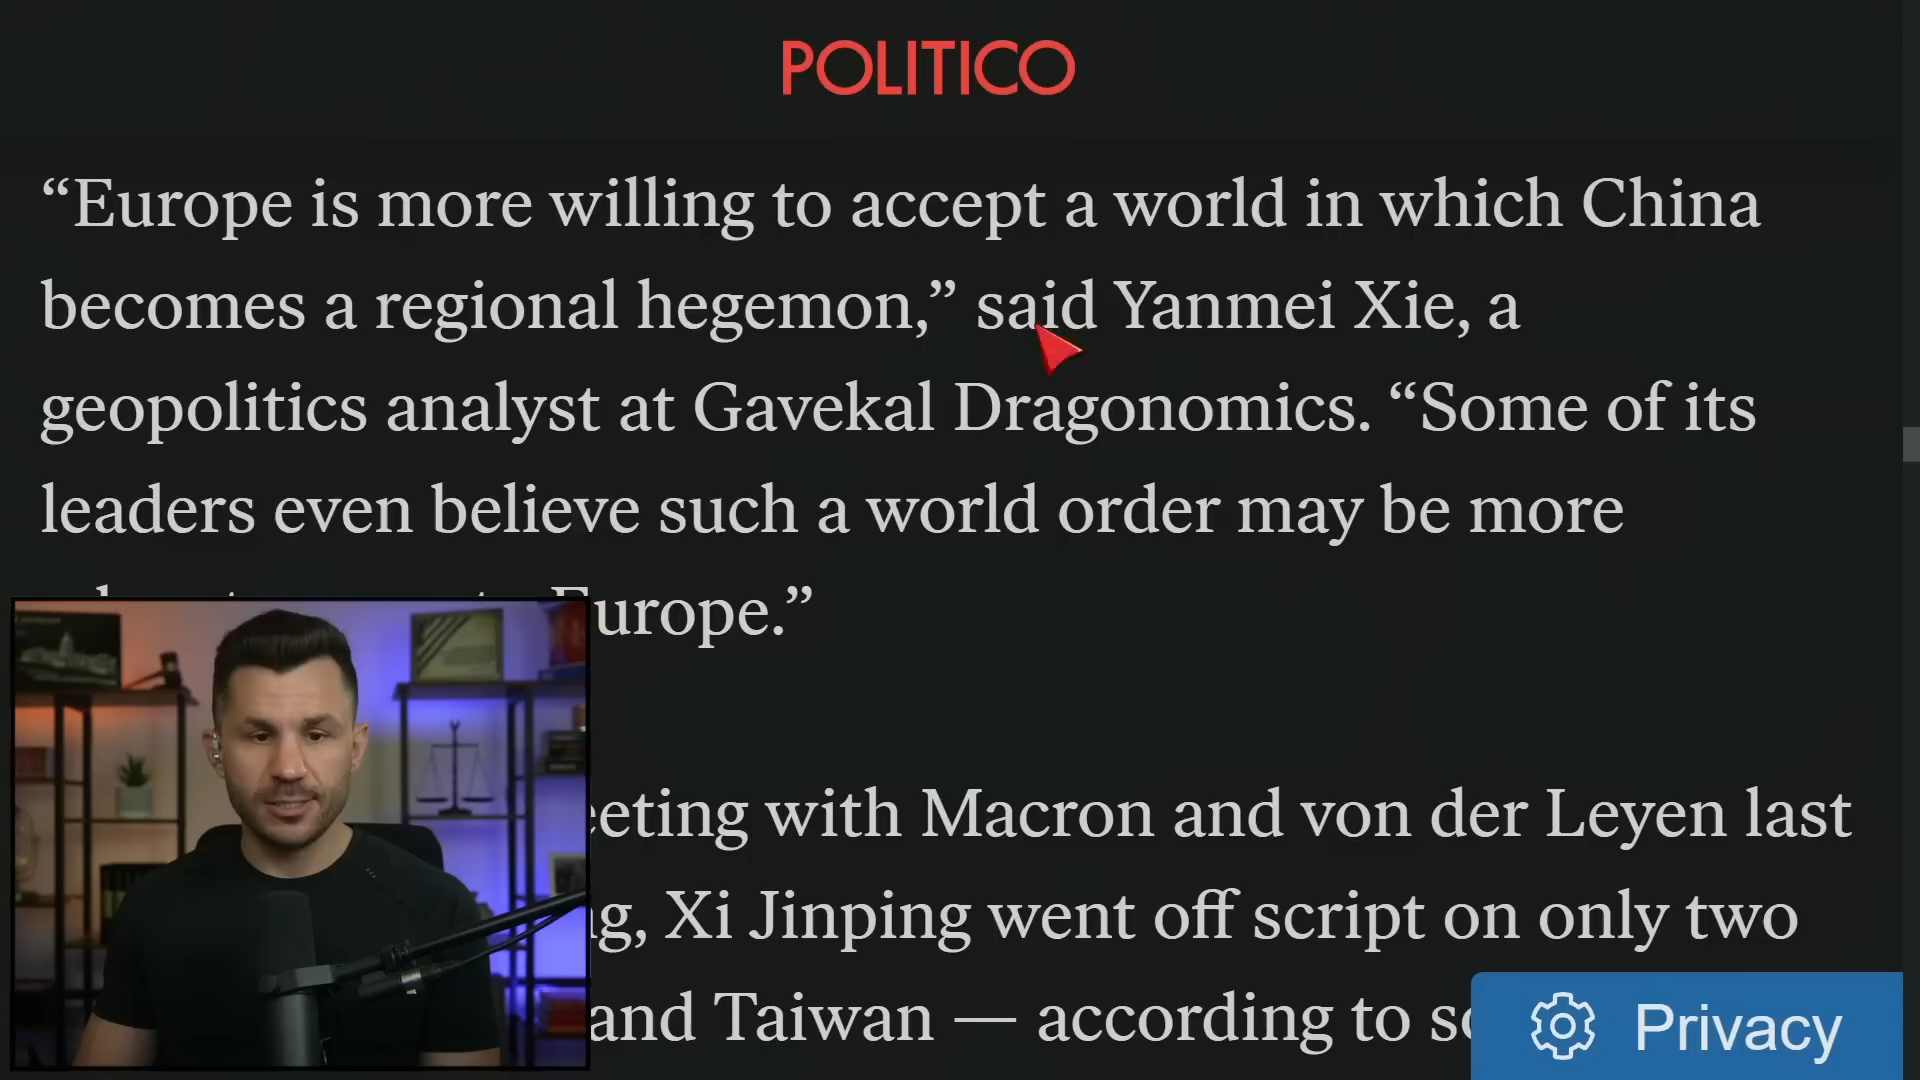 POLITICO
“Europe is more willing to accept a world in which China
becomes a regional hegemon,” said Yanmei Xie, a
geopolitics analyst at Gavekal Dragonomics. “Some of its
leaders even believe such a world order may be more
Europe.”
with Macron and von der Leyen last
Xi Jinping went off script on only two
and Taiwan — according to
Privacy